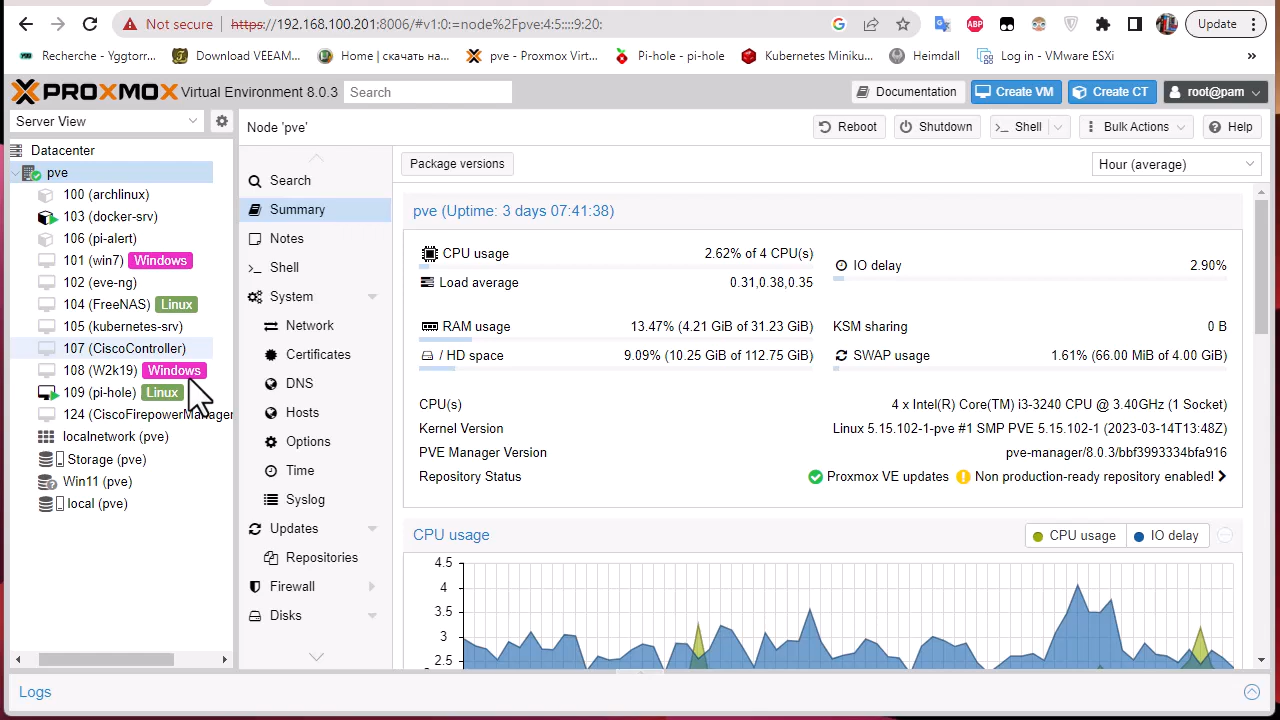 Not secure https://192.168.100.201:8006/#v1:0:=node%2Fpve:4:5::::9:20: ABP Update
Recherche - Yggtorr... Download VEEAM... Home | скачать на... pve - Proxmox Virt... Pi-hole - pi-hole Kubernetes Miniku... Heimdall Log in - VMware ESXi »
PROXMOX Virtual Environment 8.0.3 Search Documentation Create VM Create CT root@pam
Server View
Node 'pve' Reboot Shutdown Shell Bulk Actions Help
Datacenter
pve
100 (archlinux)
103 (docker-srv)
106 (pi-alert)
101 (win7) Windows
102 (eve-ng)
104 (FreeNAS) Linux
105 (kubernetes-srv)
107 (CiscoController)
108 (W2k19) Windows
109 (pi-hole) Linux
124 (CiscoFirepowerManager
localnetwork (pve)
Storage (pve)
Win11 (pve)
local (pve)
Search
Summary
Notes
Shell
System
Network
Certificates
DNS
Hosts
Options
Time
Syslog
Updates
Repositories
Firewall
Disks
Package versions Hour (average)
pve (Uptime: 3 days 07:41:38)
CPU usage 2.62% of 4 CPU(s)
IO delay 2.90%
Load average 0.31,0.38,0.35
RAM usage 13.47% (4.21 GiB of 31.23 GiB)
KSM sharing 0 B
/ HD space 9.09% (10.25 GiB of 112.75 GiB)
SWAP usage 1.61% (66.00 MiB of 4.00 GiB)
CPU(s) 4 x Intel(R) Core(TM) i3-3240 CPU @ 3.40GHz (1 Socket)
Kernel Version Linux 5.15.102-1-pve #1 SMP PVE 5.15.102-1 (2023-03-14T13:48Z)
PVE Manager Version pve-manager/8.0.3/bbf3993334bfa916
Repository Status Proxmox VE updates Non production-ready repository enabled!
CPU usage CPU usage IO delay
4.5
4
3.5
3
2.5
Logs